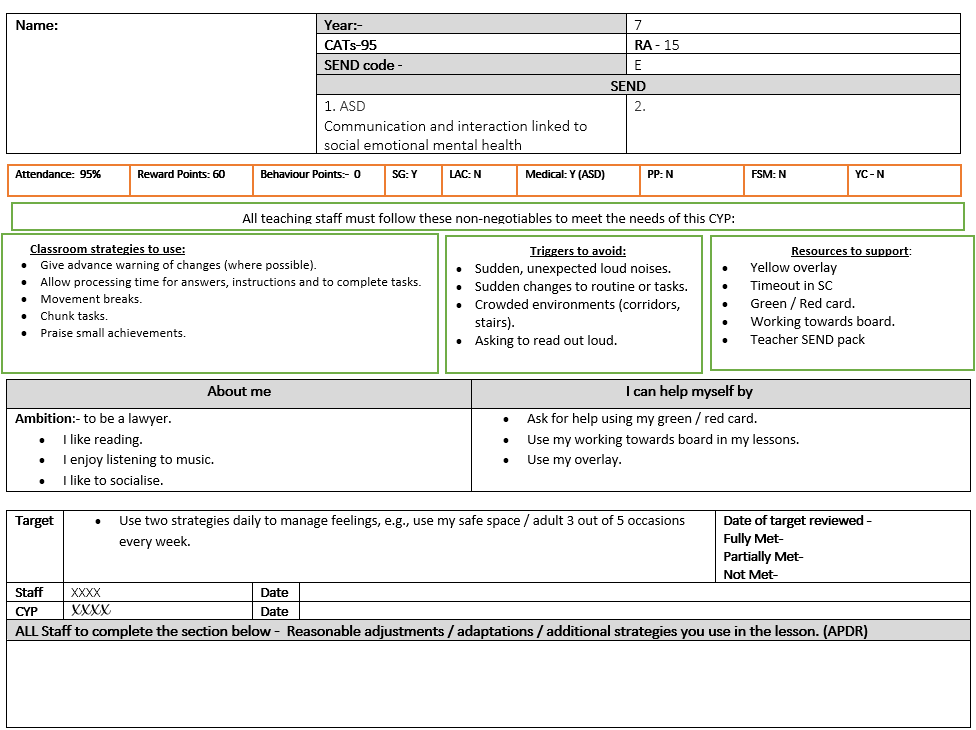 Name:
Year:- 7
CATs-95 RA - 15
SEND code - E
SEND
1. ASD
Communication and interaction linked to
social emotional mental health
2.
Attendance: 95% Reward Points: 60 Behaviour Points:- 0 SG: Y LAC: N Medical: Y (ASD) PP: N FSM: N YC - N
All teaching staff must follow these non-negotiables to meet the needs of this CYP:
Classroom strategies to use:
• Give advance warning of changes (where possible).
• Allow processing time for answers, instructions and to complete tasks.
• Movement breaks.
• Chunk tasks.
• Praise small achievements.
Triggers to avoid:
• Sudden, unexpected loud noises.
• Sudden changes to routine or tasks.
• Crowded environments (corridors,
stairs).
• Asking to read out loud.
Resources to support:
• Yellow overlay
• Timeout in SC
• Green / Red card.
• Working towards board.
• Teacher SEND pack
About me
Ambition:- to be a lawyer.
• I like reading.
• I enjoy listening to music.
• I like to socialise.
I can help myself by
• Ask for help using my green / red card.
• Use my working towards board in my lessons.
• Use my overlay.
Target
• Use two strategies daily to manage feelings, e.g., use my safe space / adult 3 out of 5 occasions
every week.
Date of target reviewed -
Fully Met-
Partially Met-
Not Met-
Staff XXXX Date
CYP XXXX Date
ALL Staff to complete the section below - Reasonable adjustments / adaptations / additional strategies you use in the lesson. (APDR)